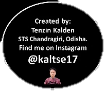 Created by:
Tenzin Kalden
STS Chandragiri, Odisha.
Find me on Instagram
@kaltse17